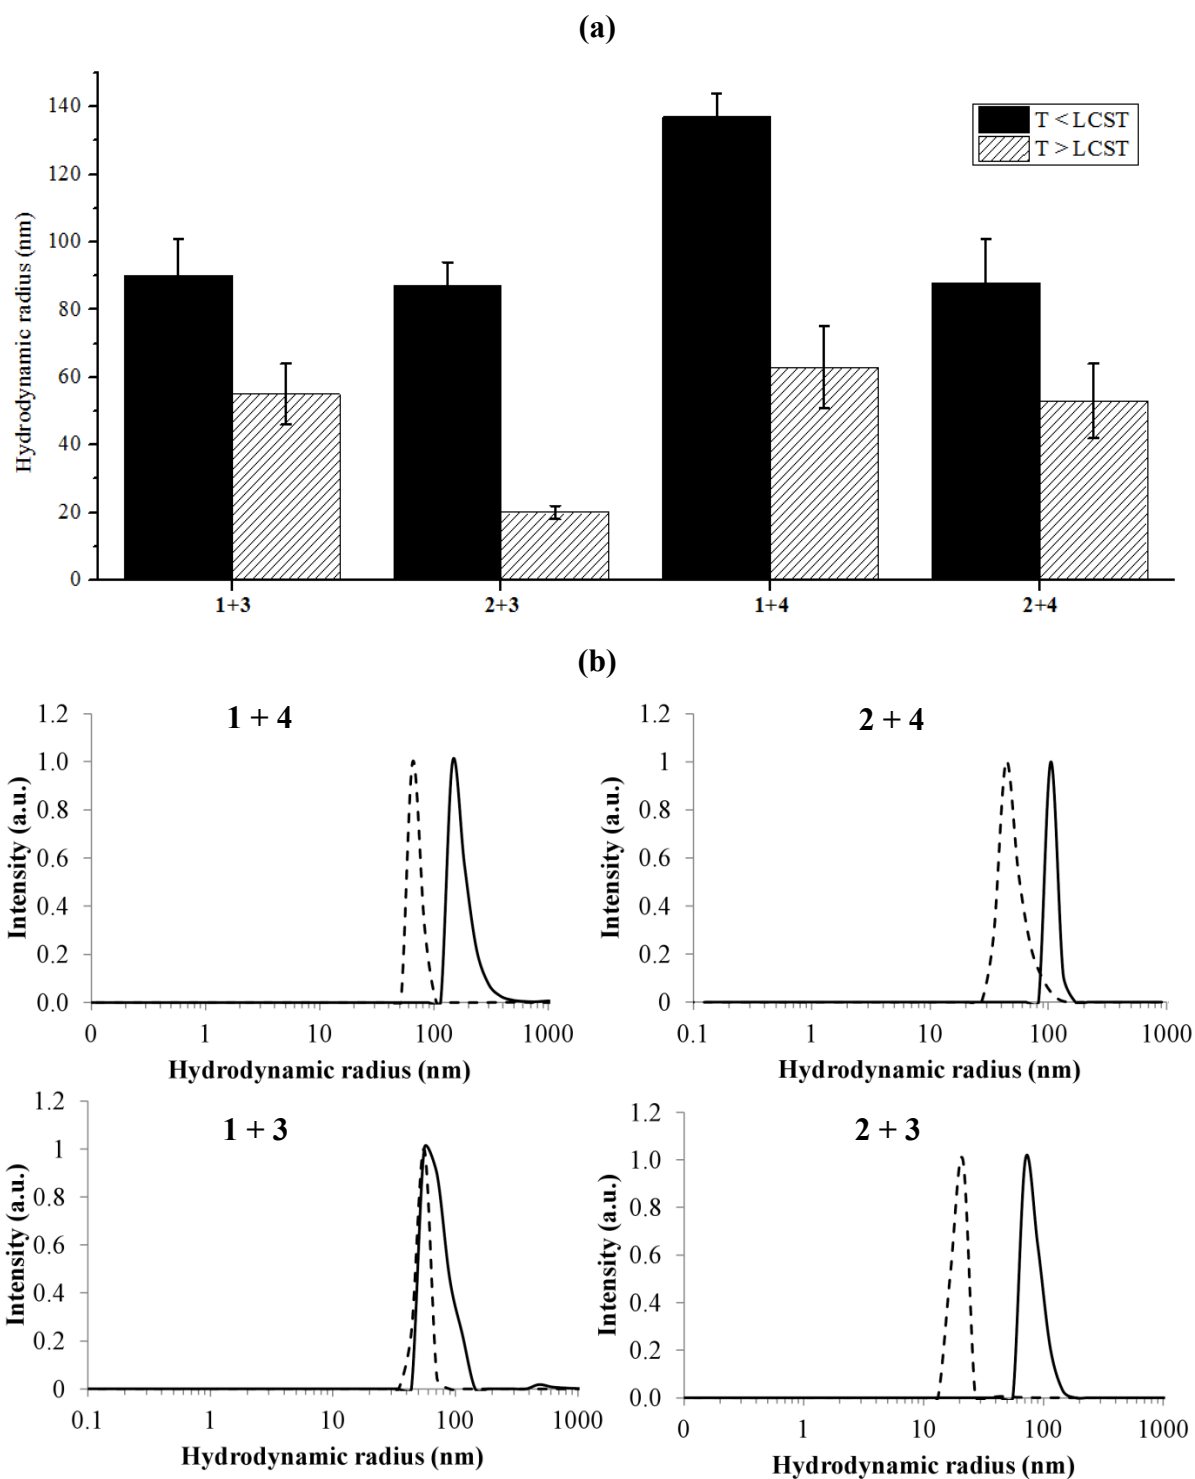 (a)
Hydrodynamic radius (nm)
140
120
100
80
60
40
20
0
T < LCST
T > LCST
1+3 2+3 1+4 2+4
(b)
1 + 4
Intensity (a.u.)
1.2
1.0
0.8
0.6
0.4
0.2
0.0
0 1 10 100 1000
Hydrodynamic radius (nm)
2 + 4
Intensity (a.u.)
1.2
1
0.8
0.6
0.4
0.2
0
0.1 1 10 100 1000
Hydrodynamic radius (nm)
1 + 3
Intensity (a.u.)
1.2
1
0.8
0.6
0.4
0.2
0
0.1 1 10 100 1000
Hydrodynamic radius (nm)
2 + 3
Intensity (a.u.)
1.2
1.0
0.8
0.6
0.4
0.2
0.0
0 1 10 100 1000
Hydrodynamic radius (nm)